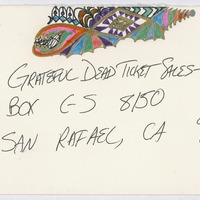 GRATEFUL DEAD TICKET SALES-
BOX C-S 8150
SAN RAFAEL, CA